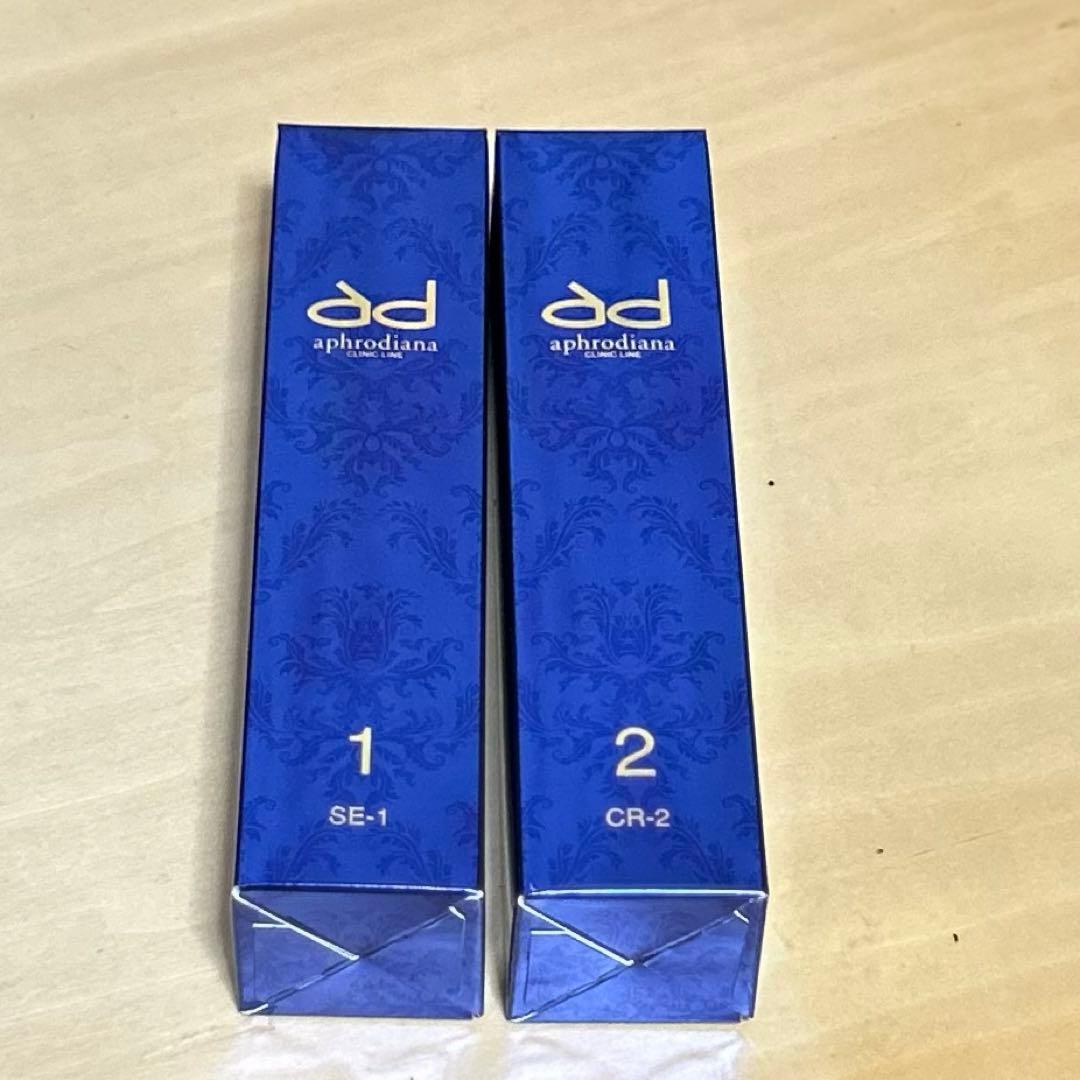 ad
aphrodiana
CLINIC LINE
1
SE-1
ad
aphrodiana
CLINIC LINE
2
CR-2